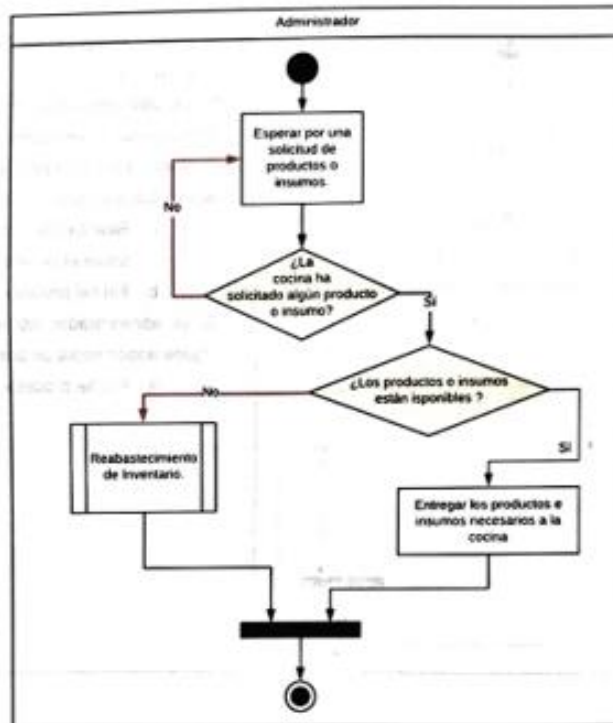 Administrador
Esperar por una
solicitud de
productos o
insumos.
No
¿La
cocina ha
solicitado algún producto
o insumo?
Si
¿Los productos o insumos
están isponibles ?
No
Reabastecimiento
de Inventario.
Si
Entregar los productos e
insumos necesarios a la
cocina